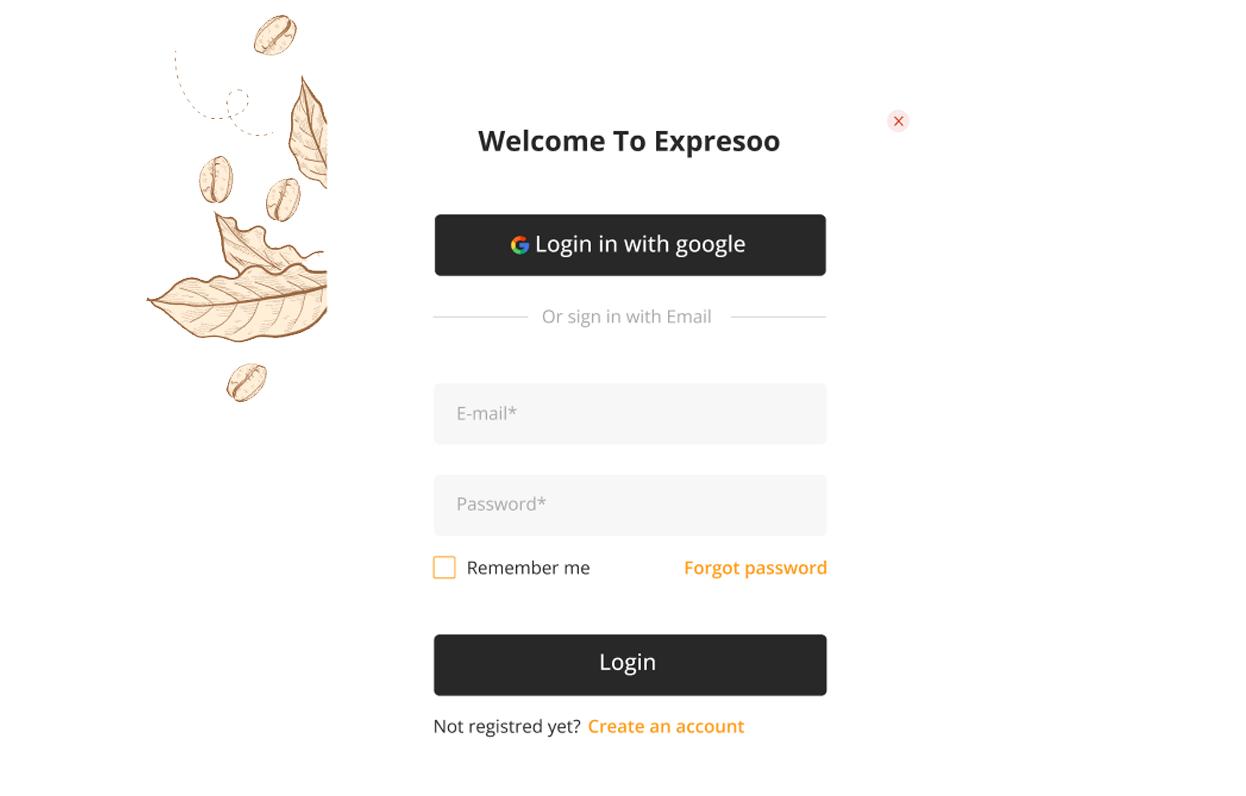 Welcome To Expresoo
Login in with google
Or sign in with Email
E-mail*
Password*
Remember me
Forgot password
Login
Not registred yet? Create an account